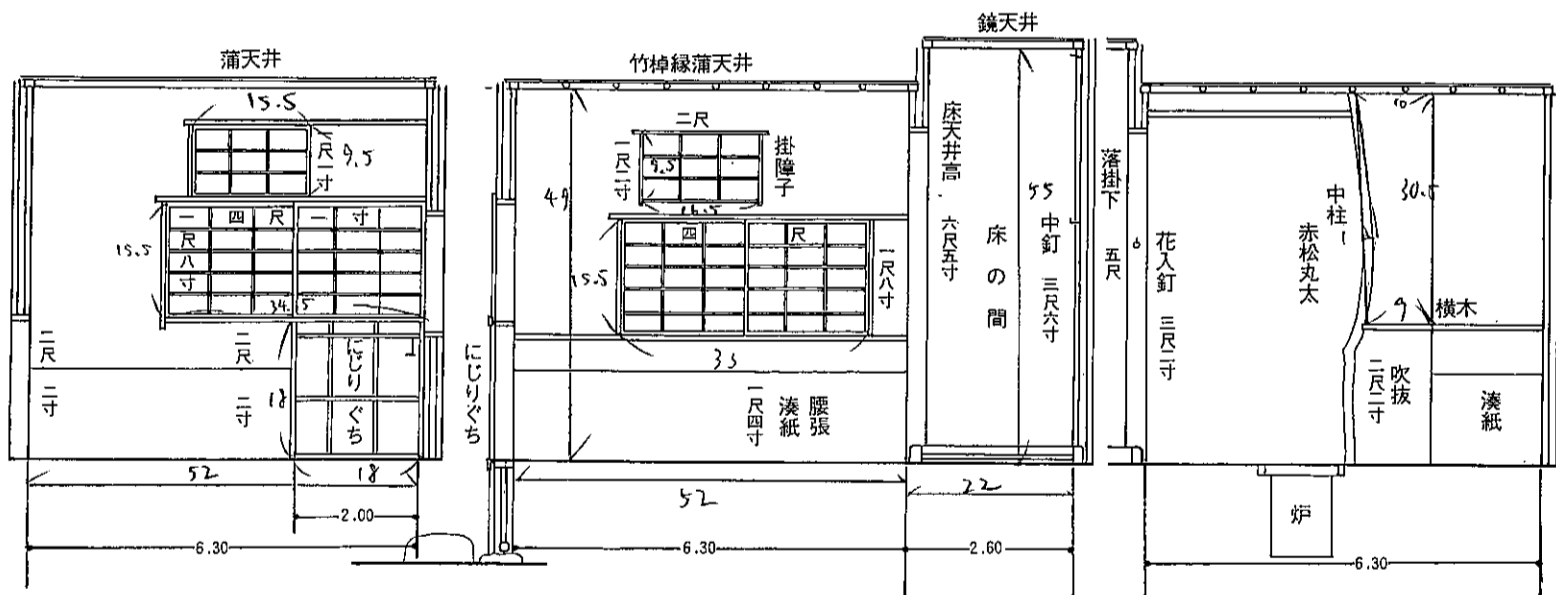 蒲天井
15.5
一尺一寸
9.5
一四尺一寸
一尺八寸
15.5
34.5
二尺二寸
二尺二寸
18
にじりぐち
52
18
2.00
6.30
竹棹縁蒲天井
二尺
掛障子
一尺二寸
9.5
16.5
49
四尺
一尺八寸
15.5
33
腰張
湊紙
一尺四寸
にじりぐち
52
6.30
鏡天井
床天井高 六尺五寸
床の間
55
中釘 三尺六寸
22
2.60
落掛下 五尺
花入釘 三尺二寸
赤松丸太
中柱
10
30.5
9
横木
吹抜
二尺二寸
湊紙
炉
6.30